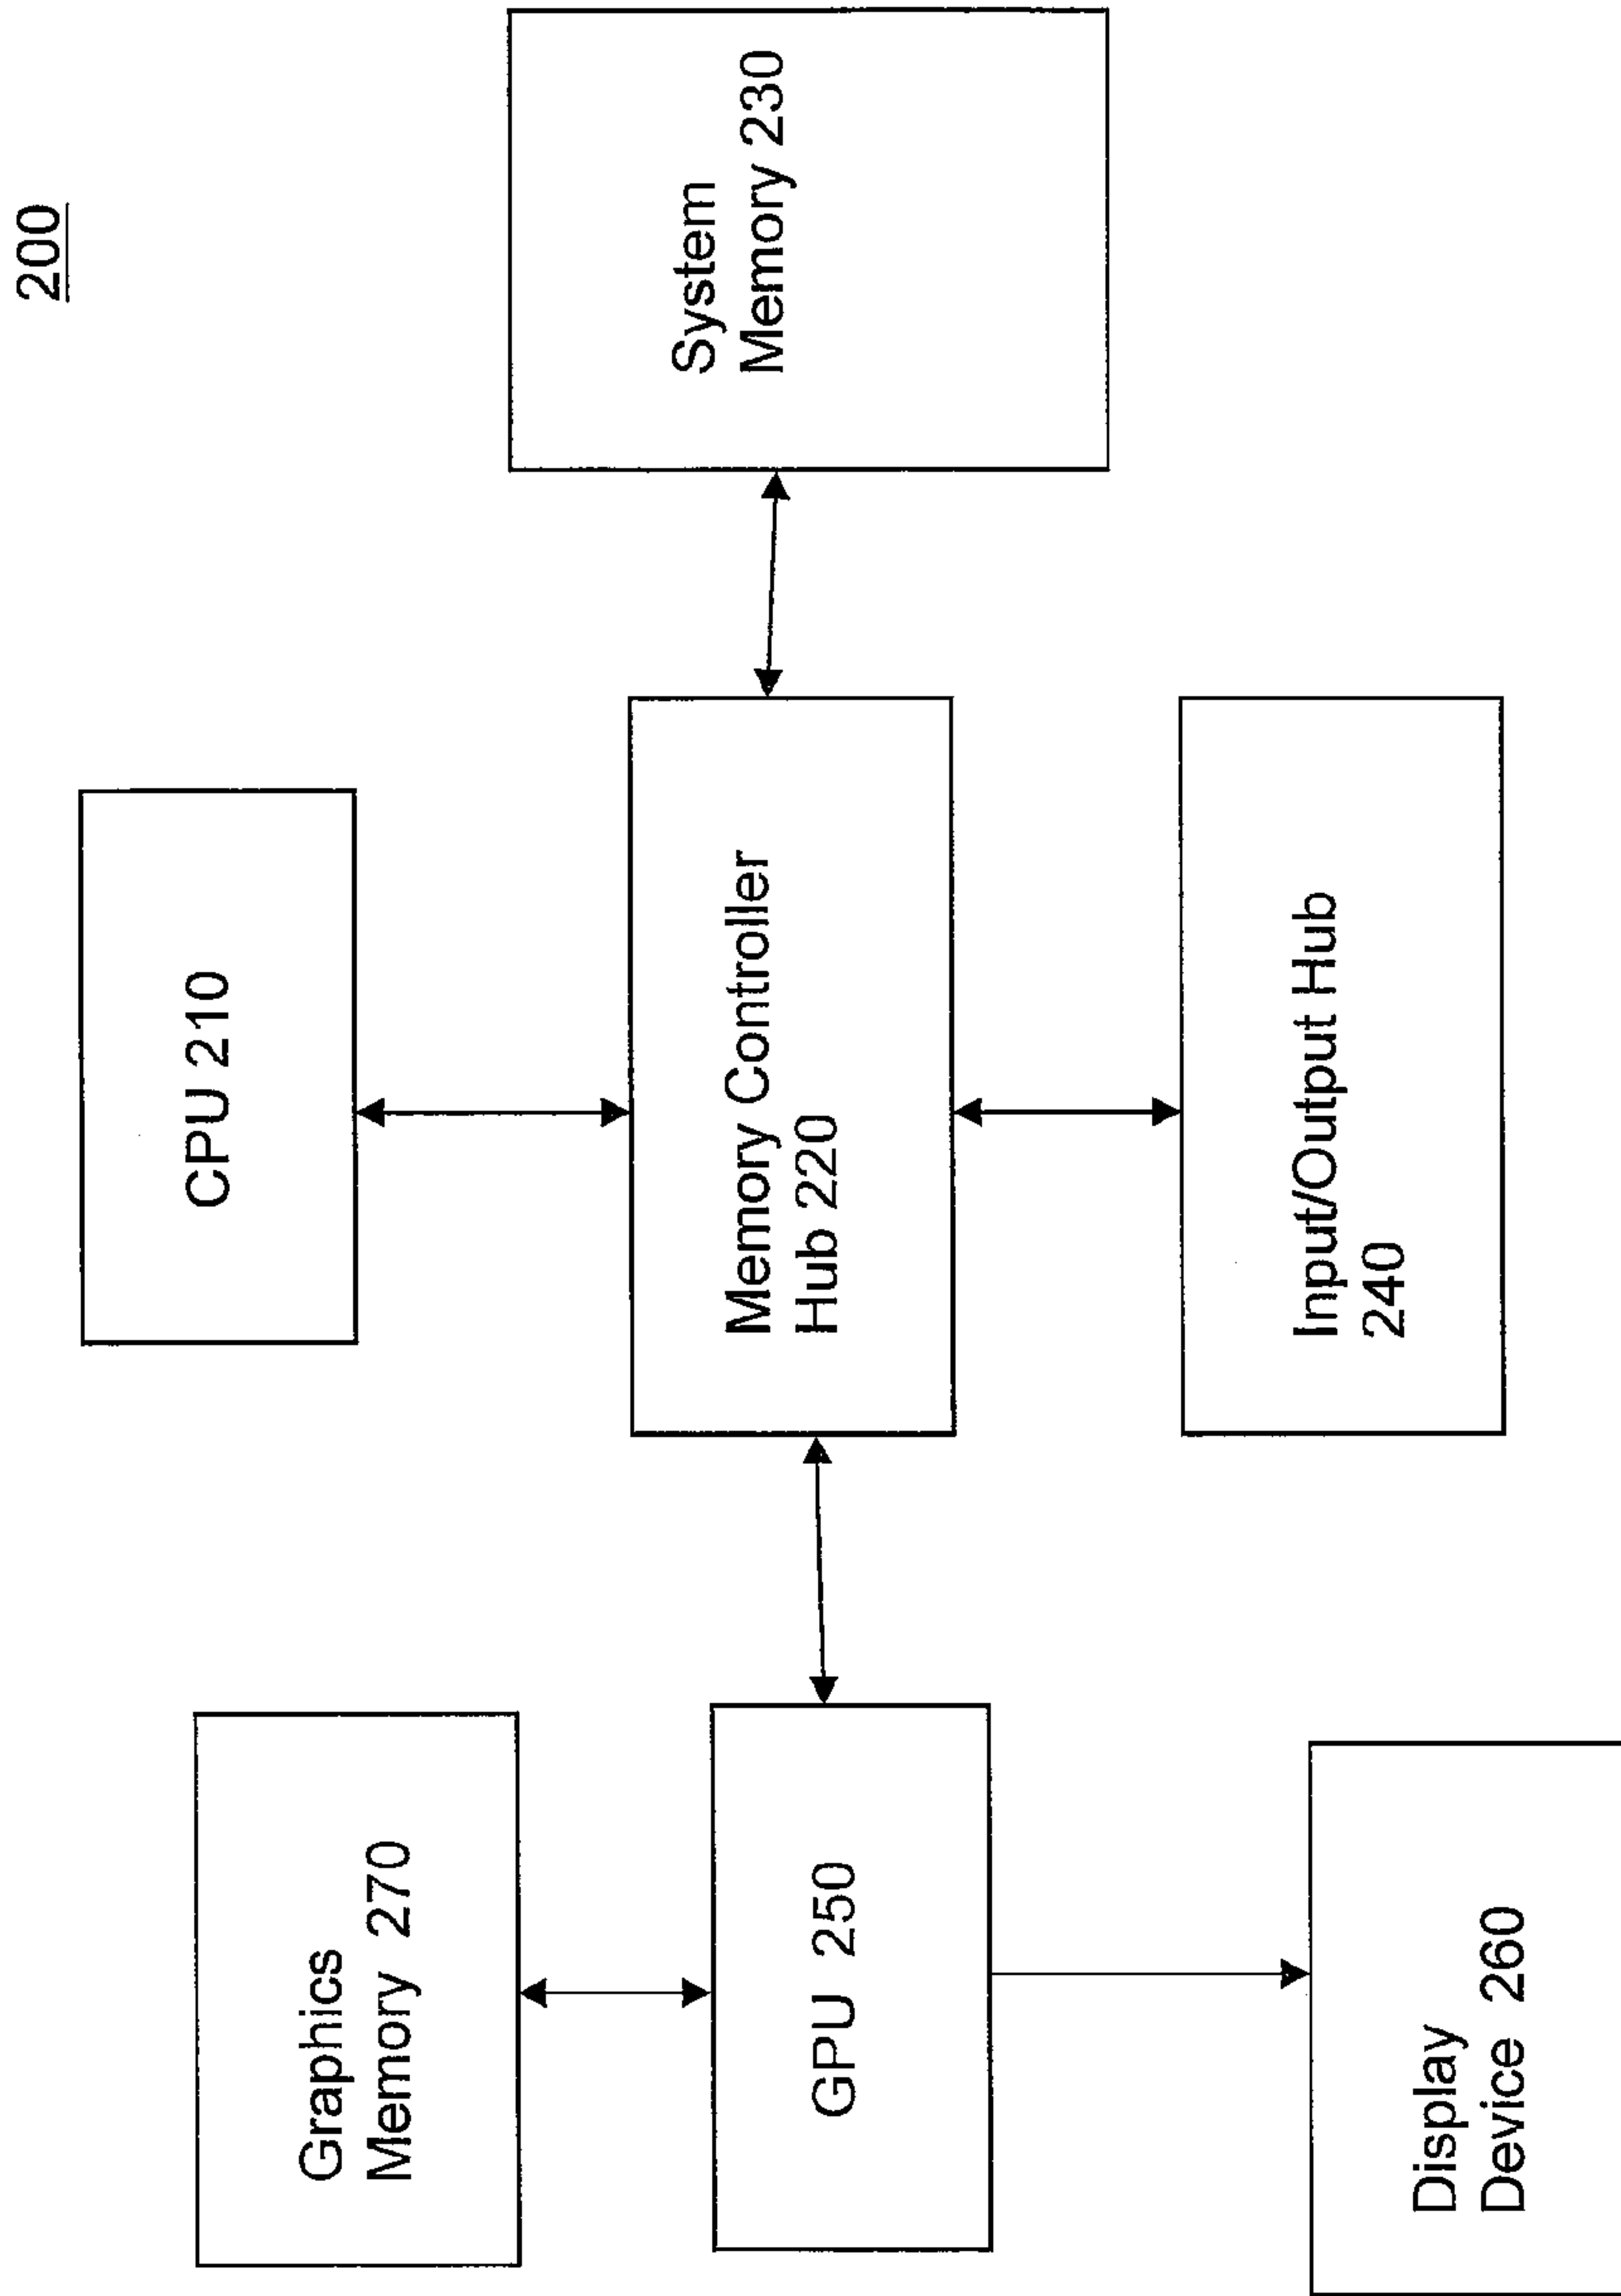 200
Graphics
Memory 270
CPU 210
GPU 250
Memory Controller
Hub 220
System
Memory 230
Display
Device 260
Input/Output Hub
240